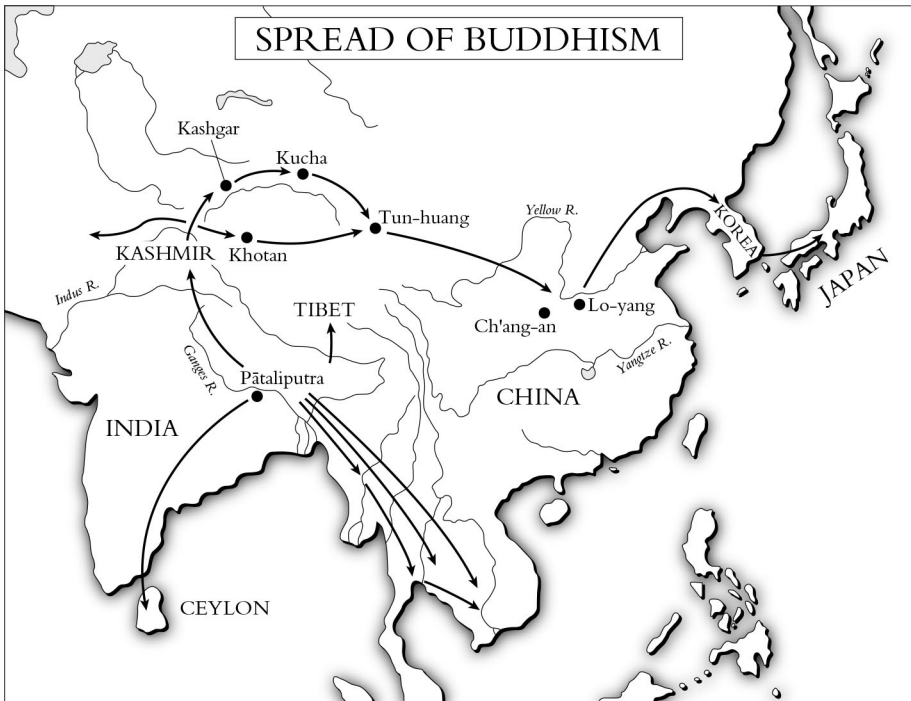 SPREAD OF BUDDHISM
Kashgar
Kucha
Tun-huang
Yellow R.
KOREA
KASHMIR
Khotan
JAPAN
Indus R.
TIBET
Lo-yang
Ch'ang-an
Ganges R.
Yangtze R.
Pātaliputra
CHINA
INDIA
CEYLON